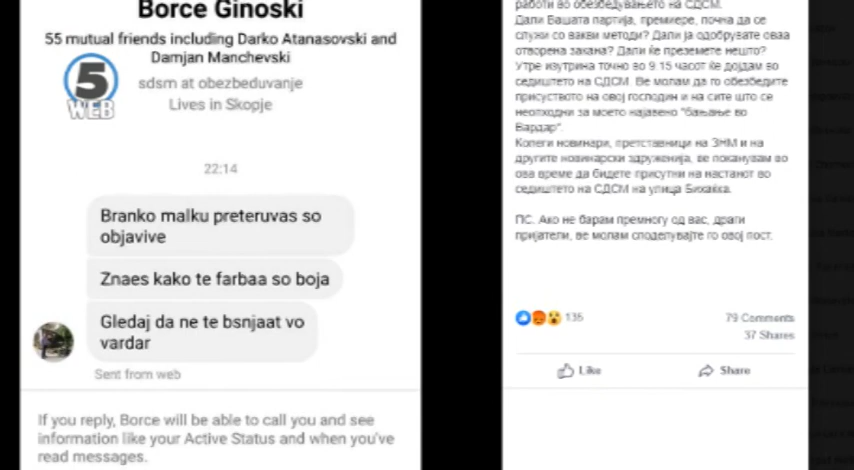 Borce Ginoski
55 mutual friends including Darko Atanasovski and
Damjan Manchevski
5
WEB
sdsm at obezbeduvanje
Lives in Skopje
22:14
Branko malku preteruvas so
objavive
Znaes kako te farbaa so boja
Gledaj da ne te bsnjaat vo
vardar
Sent from web
If you reply, Borce will be able to call you and see
information like your Active Status and when you've
read messages.
работи во обезбедувањето на СДСМ.
Дали Вашата партија, премиере, почна да се
служи со вакви методи? Дали ја одобрувате оваа
отворена закана? Дали ќе преземете нешто?
Утре изутрина точно во 9.15 часот ќе дојдам во
седиштето на СДСМ. Ве молам да го обезбедите
присуството на овој господин и на сите што се
неопходни за моето најавено "бањање во
Вардар".
Колеги новинари, претставници на ЗНМ и на
другите новинарски здруженија, ве поканувам во
ова време да бидете присутни на настанот во
седиштето на СДСМ на улица Бихаќка.
ПС. Ако не барам премногу од вас, драги
пријатели, ве молам споделувајте го овој пост.
135
79 Comments
37 Shares
Like
Share